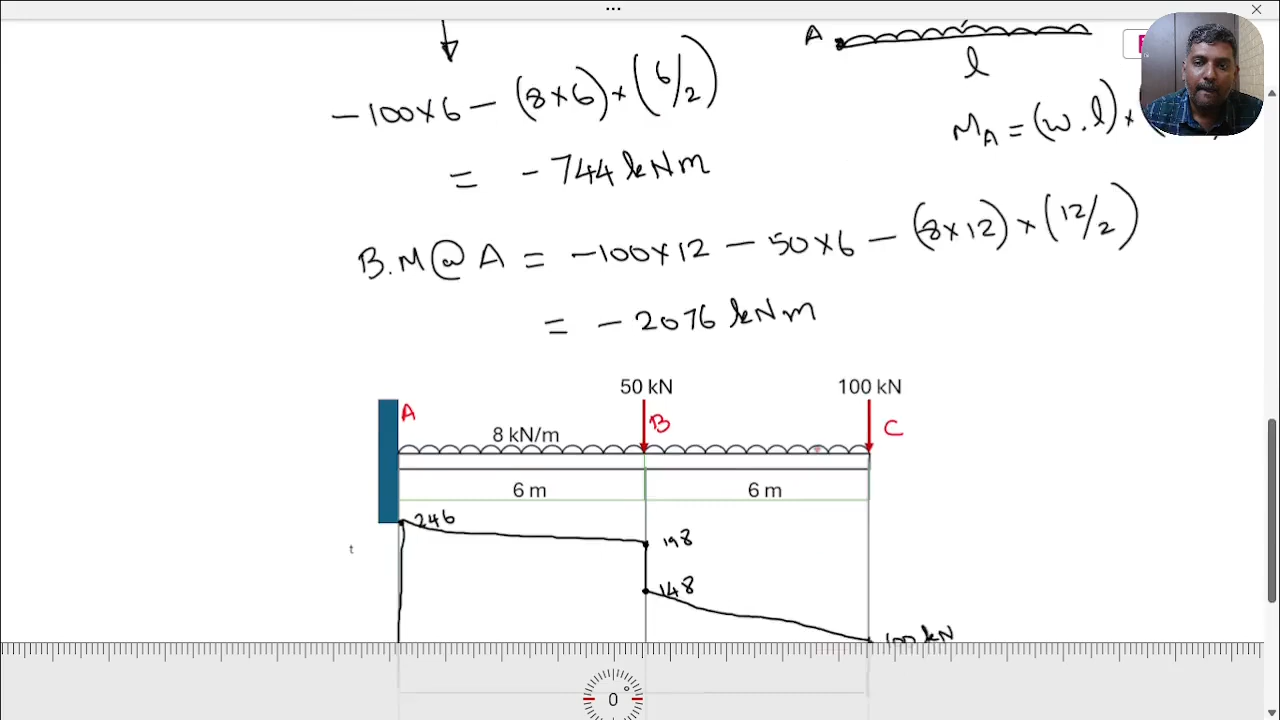 A
l
- 100 x 6 - (8 x 6) x (6/2)
M_A = (w . l) x
= - 744 kNm
B.M @ A = - 100 x 12 - 50 x 6 - (8 x 12) x (12/2)
= - 2076 kNm
50 kN 100 kN
A B C
8 kN/m
6 m 6 m
246
198
t
148
100 kN
0°